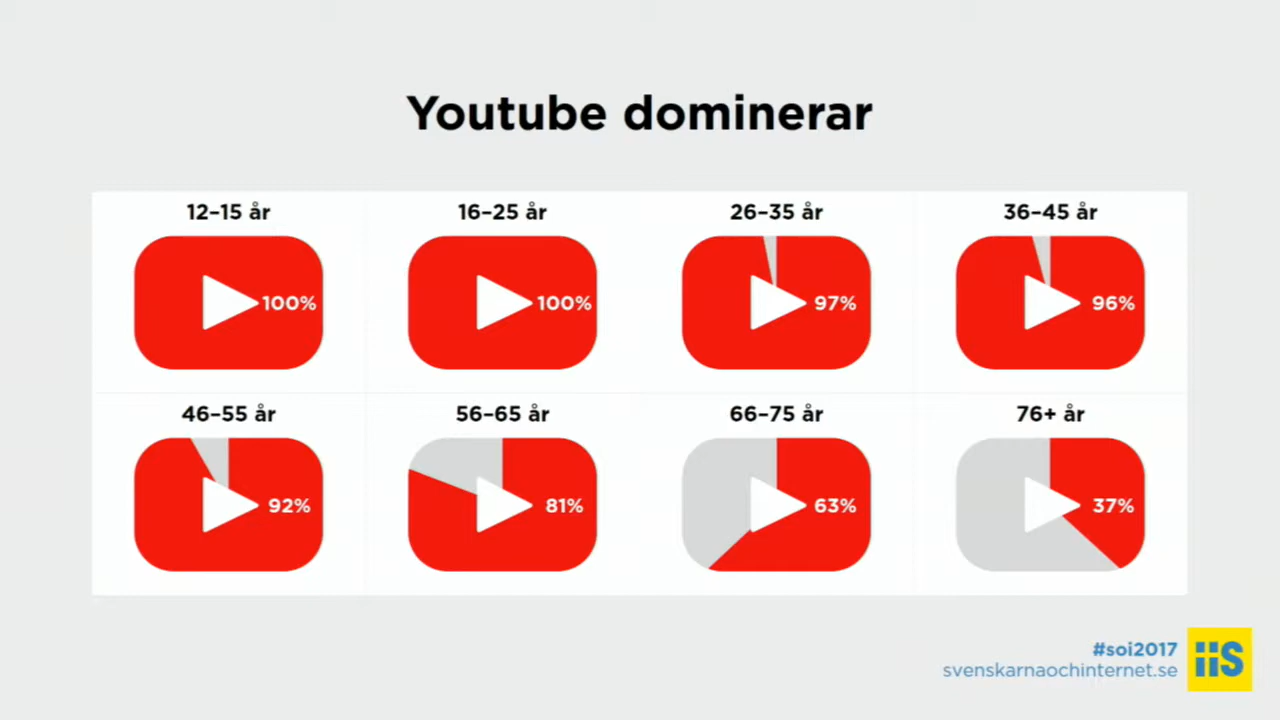 Youtube dominerar
12–15 år
16–25 år
26–35 år
36–45 år
100%
100%
97%
96%
46–55 år
56–65 år
66–75 år
76+ år
92%
81%
63%
37%
#soi2017
svenskarnaochinternet.se
iis